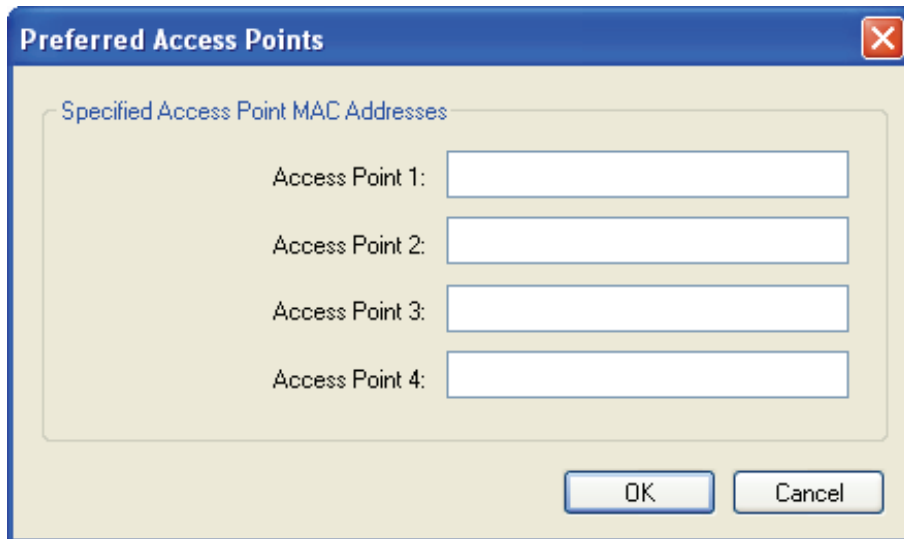 Preferred Access Points
Specified Access Point MAC Addresses
Access Point 1:
Access Point 2:
Access Point 3:
Access Point 4:
OK Cancel